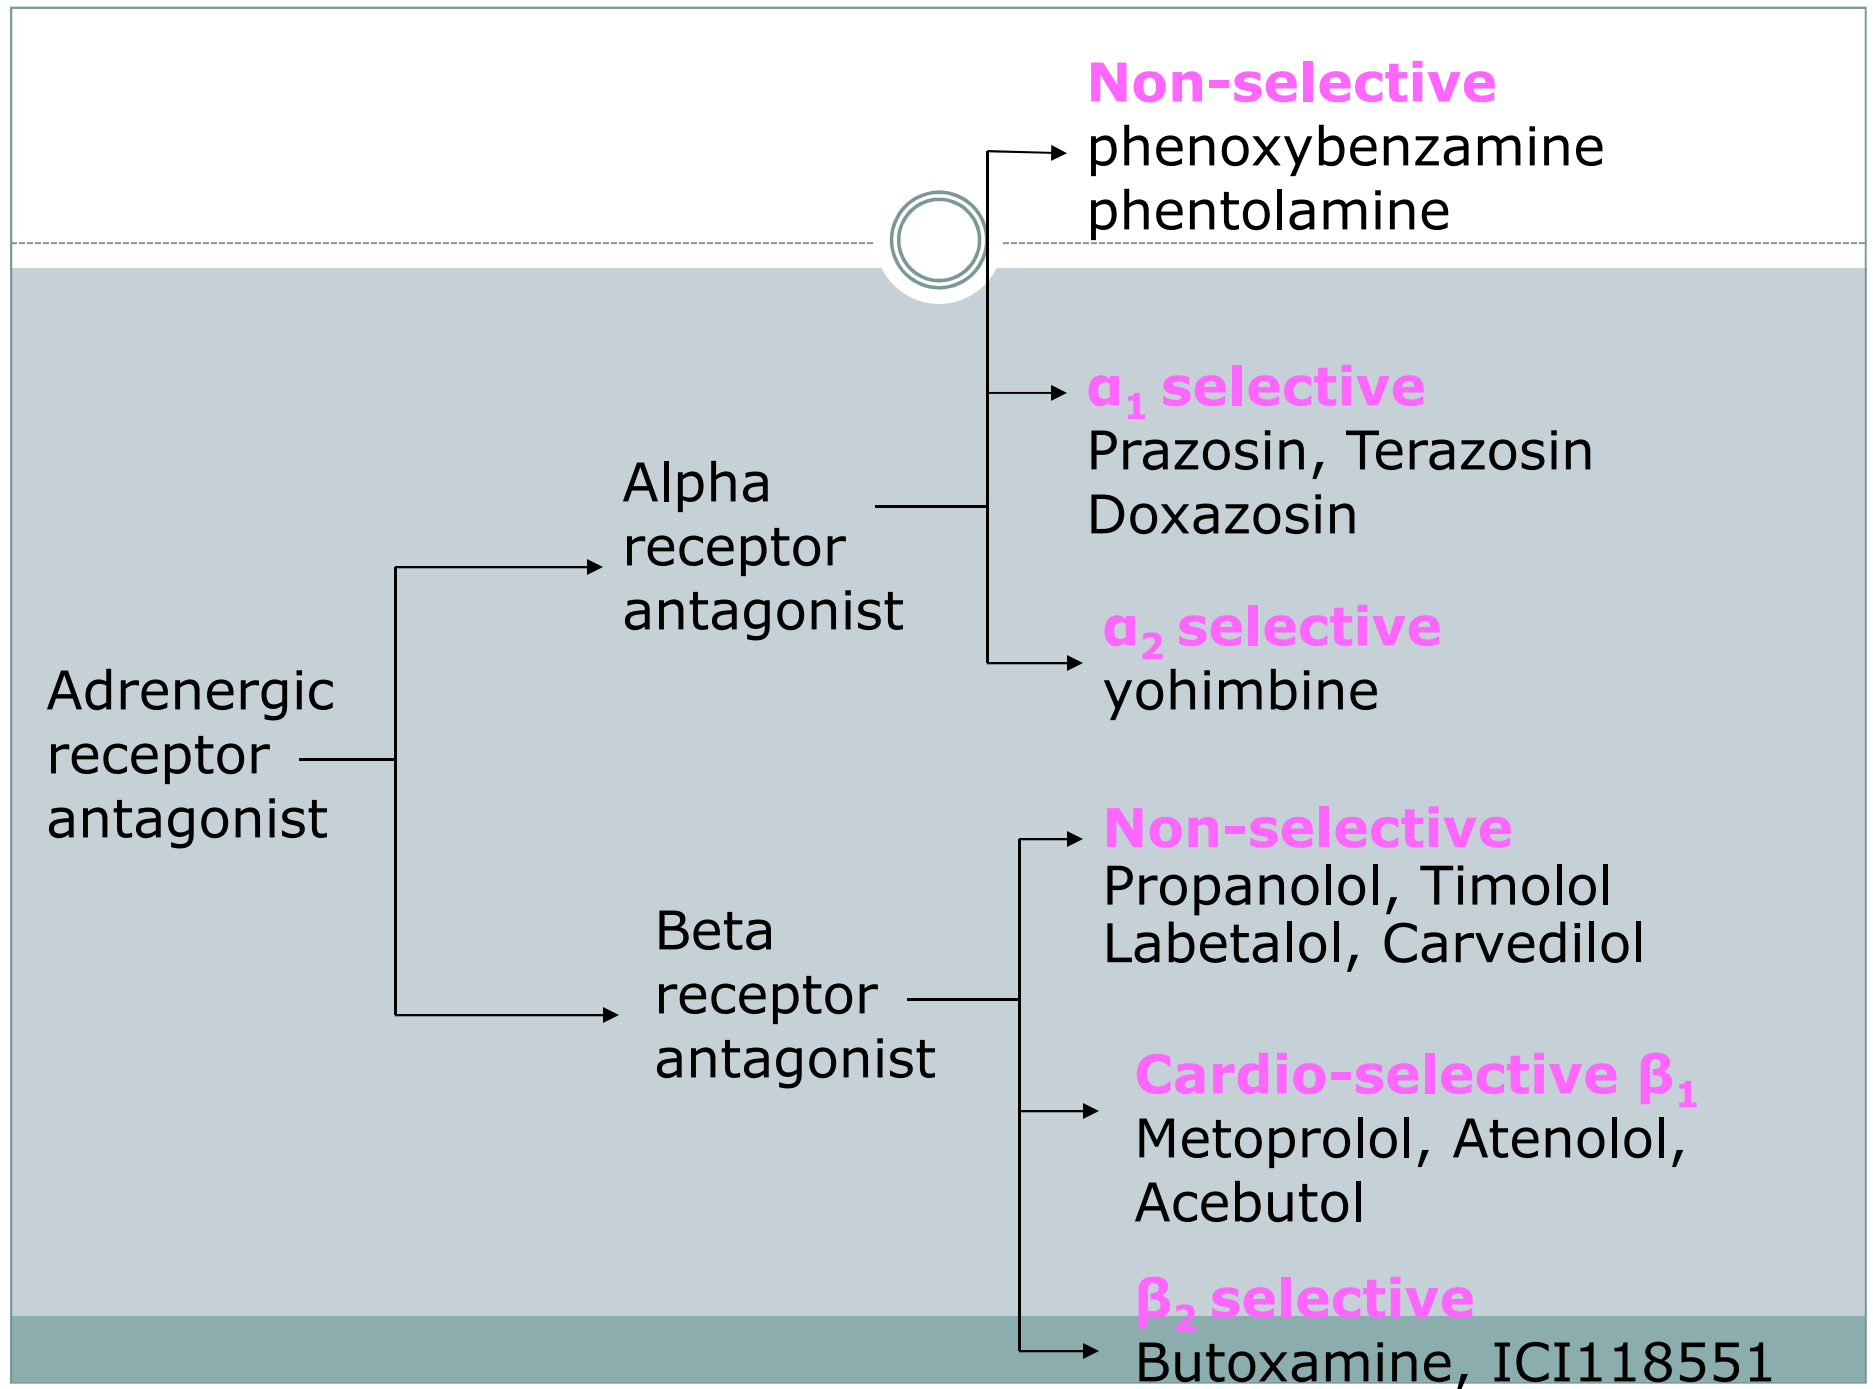 Non-selective
phenoxybenzamine
phentolamine
α₁ selective
Prazosin, Terazosin
Doxazosin
Alpha
receptor
antagonist
α₂ selective
yohimbine
Adrenergic
receptor
antagonist
Non-selective
Propanolol, Timolol
Labetalol, Carvedilol
Beta
receptor
antagonist
Cardio-selective β₁
Metoprolol, Atenolol,
Acebutol
β₂ selective
Butoxamine, ICI118551